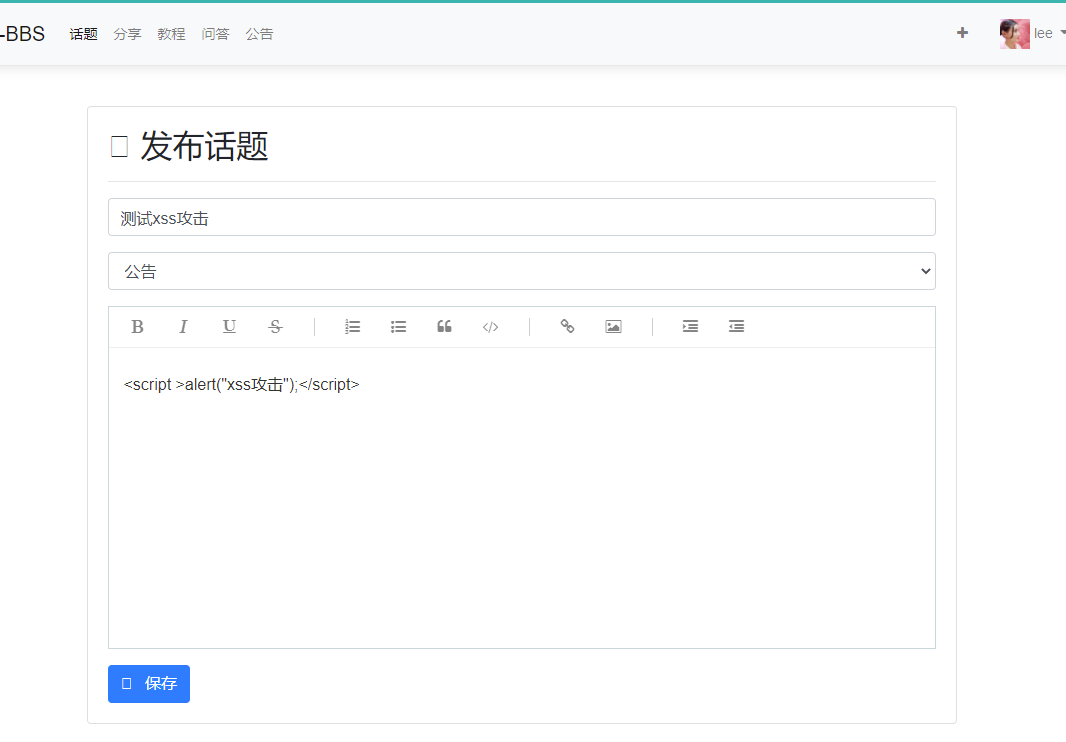 -BBS 话题 分享 教程 问答 公告 lee
发布话题
测试xss攻击
公告
B I U S
<script >alert("xss攻击");</script>
保存